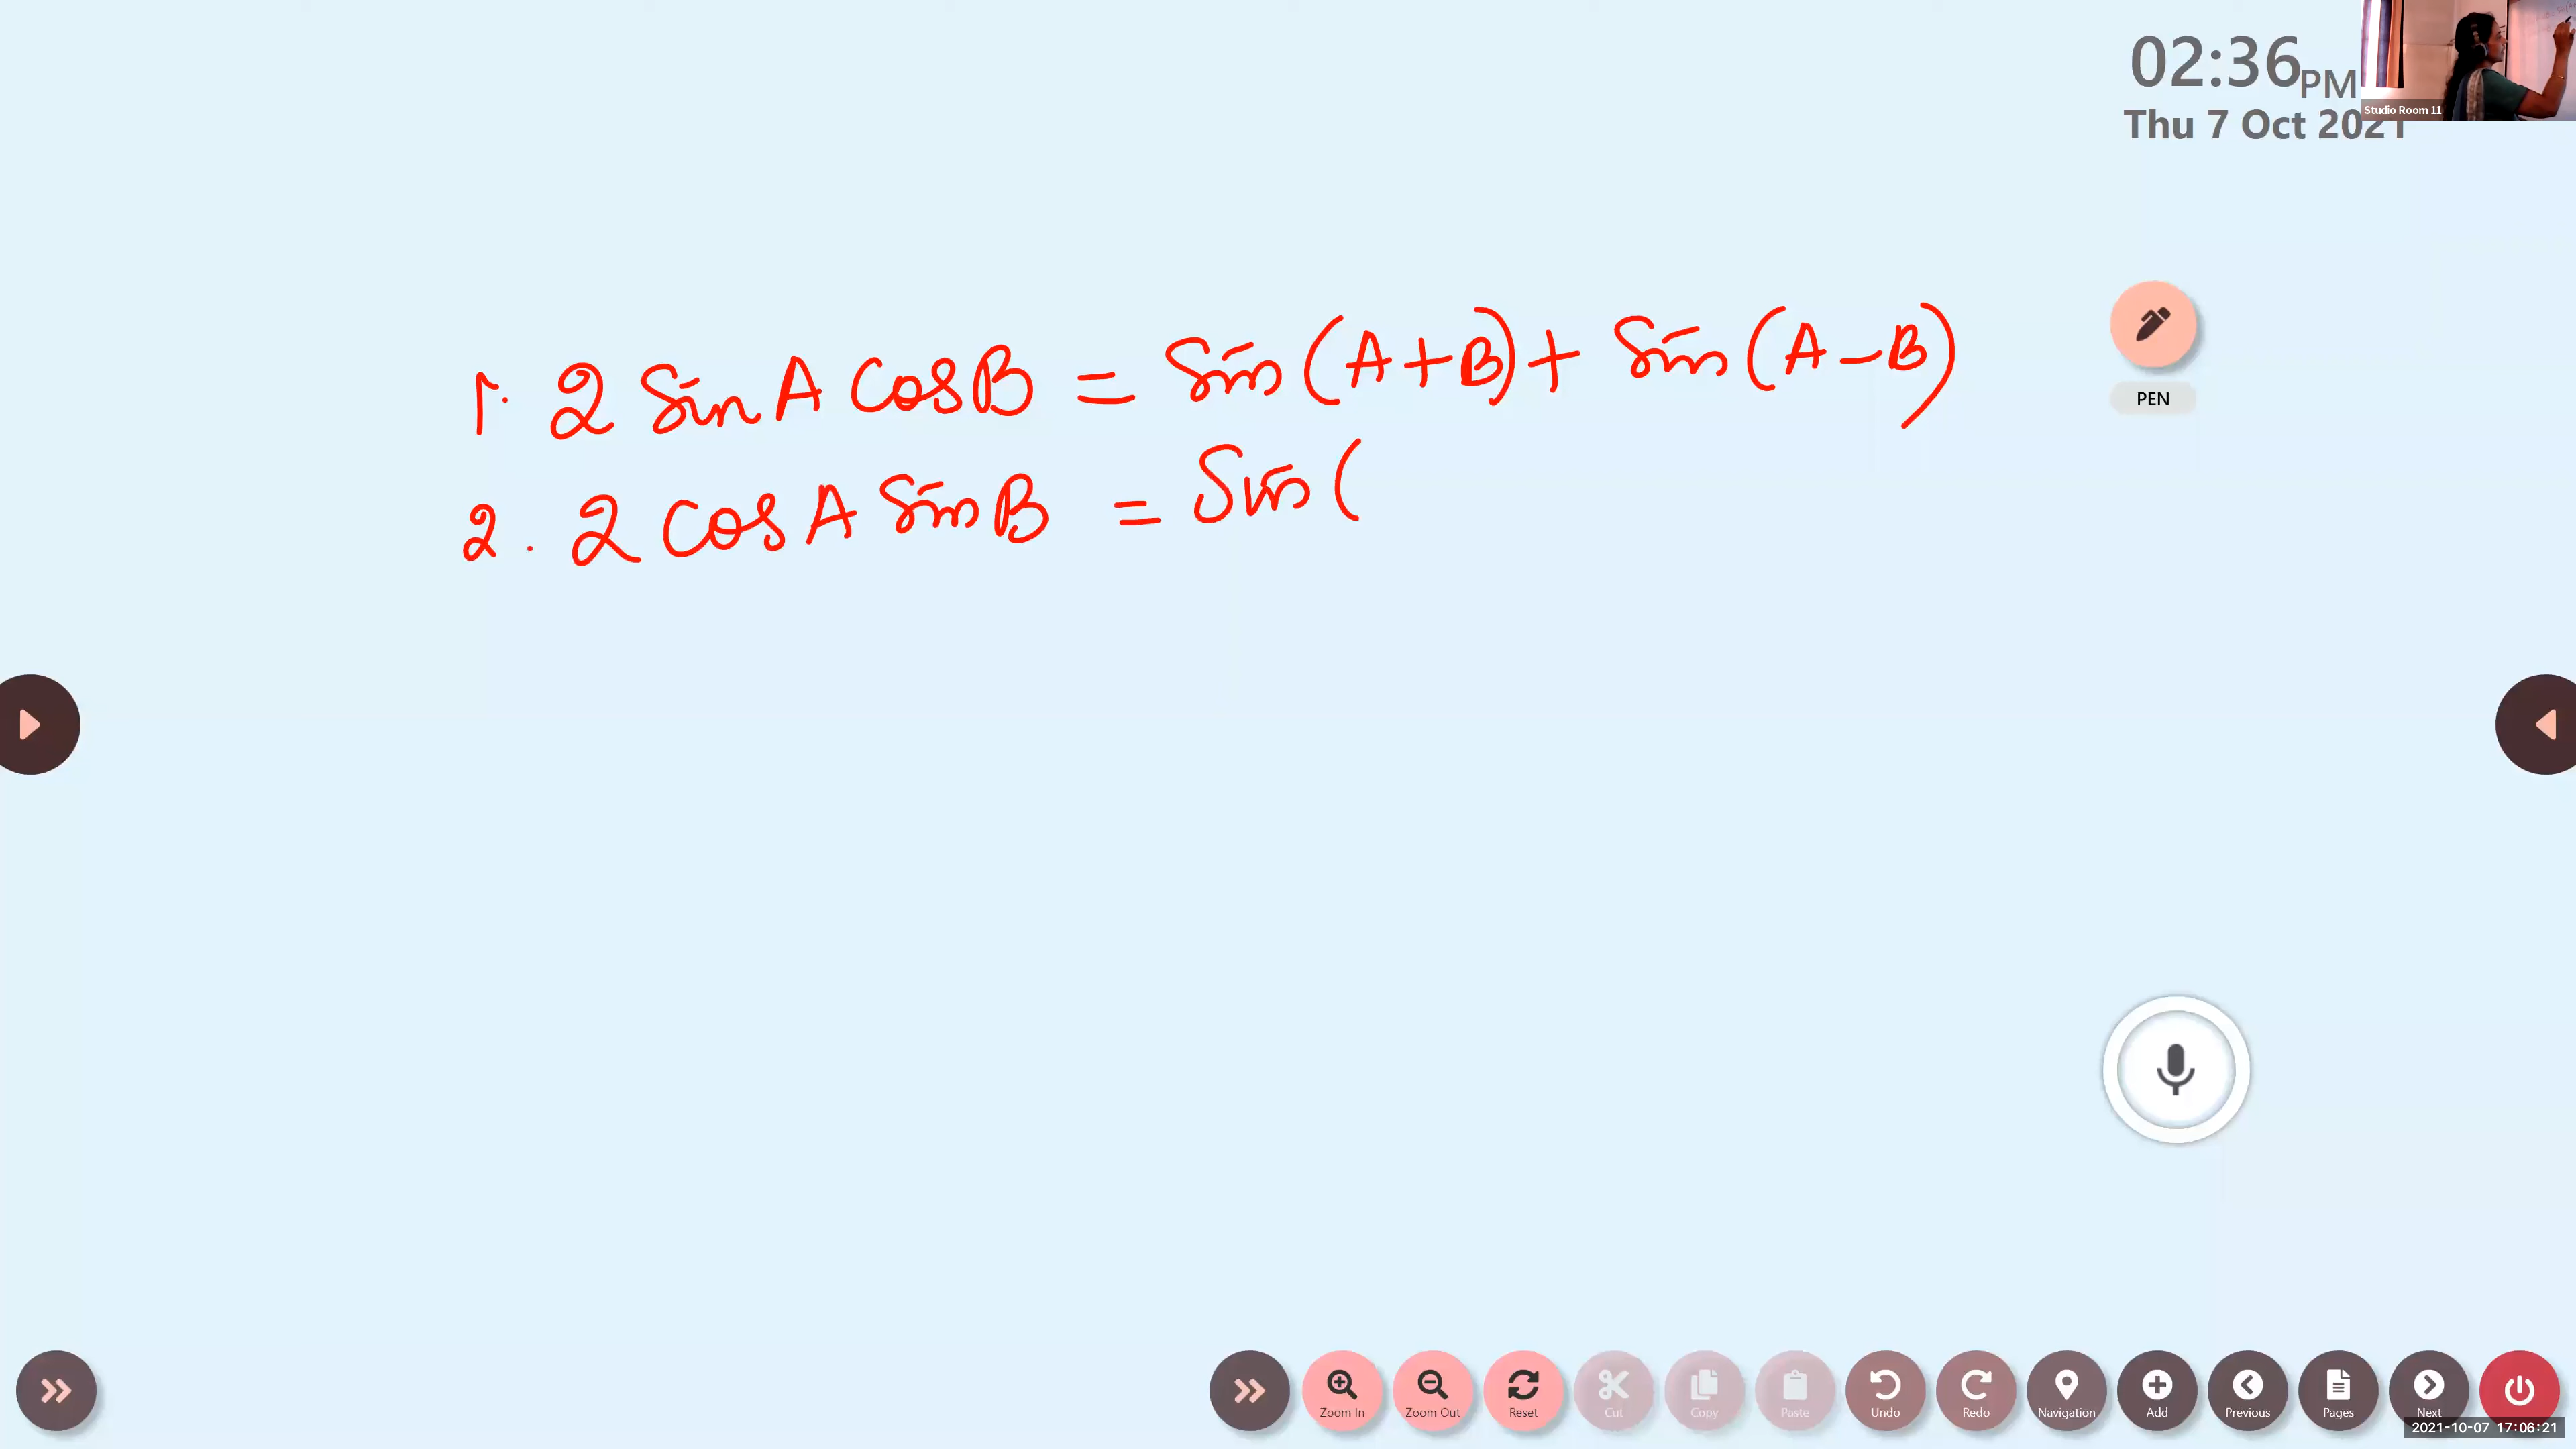 02:36 PM
Thu 7 Oct 2021
Studio Room 11
1. 2 Sin A Cos B = Sin (A+B) + Sin (A-B)
PEN
2. 2 Cos A Sin B = Sin (
Zoom In Zoom Out Reset Cut Copy Paste Undo Redo Navigation Add Previous Pages Next
2021-10-07 17:06:21